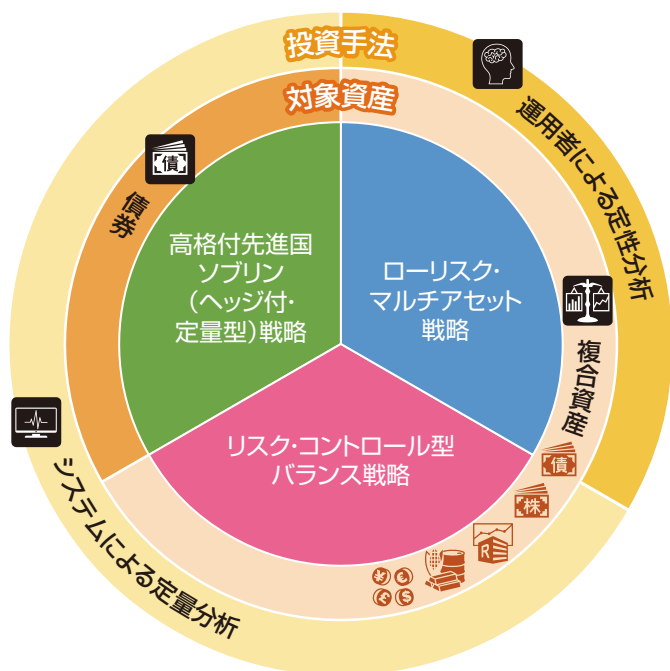 投資手法
対象資産
運用者による定性分析
債
債券
高格付先進国
ソブリン
（ヘッジ付・
定量型）戦略
ローリスク・
マルチアセット
戦略
複合資産
リスク・コントロール型
バランス戦略
債
株
R
¥
€
£
$
システムによる定量分析